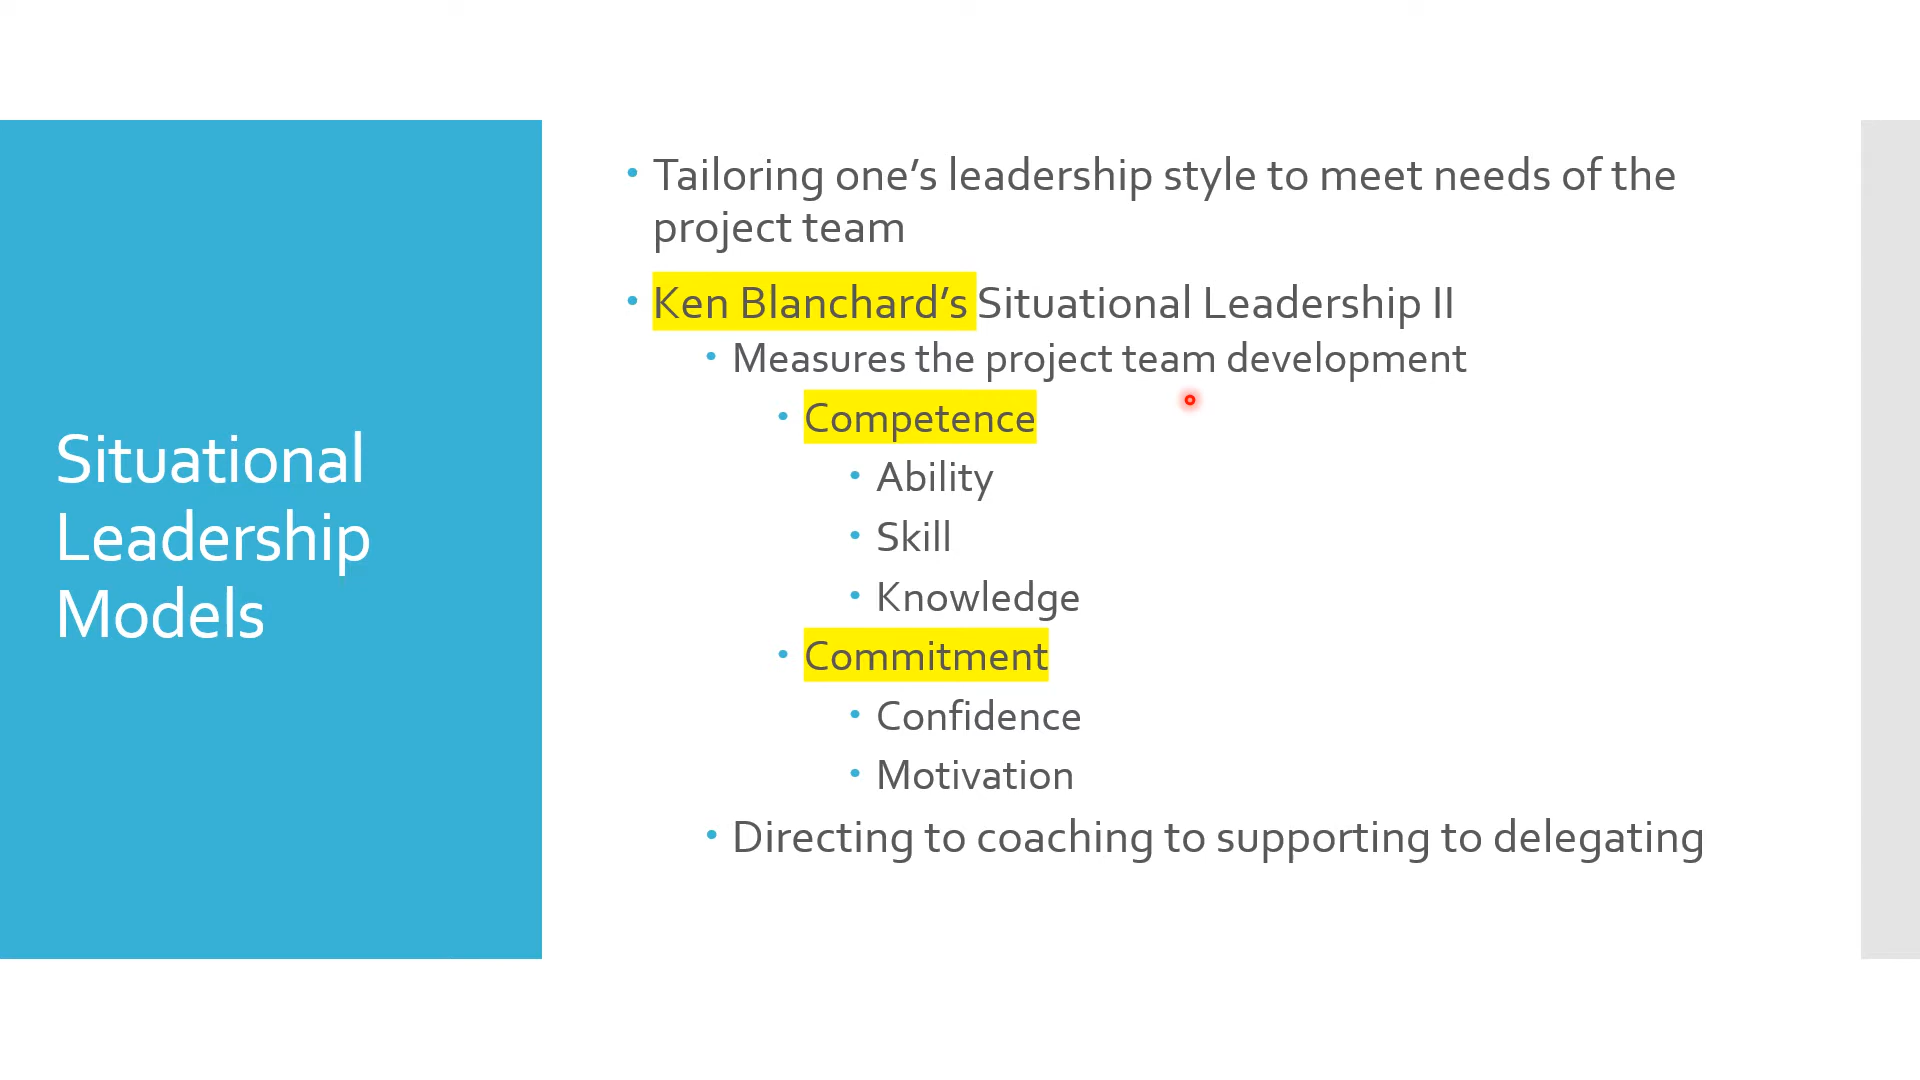 Situational
Leadership
Models
Tailoring one’s leadership style to meet needs of the
project team
Ken Blanchard’s Situational Leadership II
Measures the project team development
Competence
Ability
Skill
Knowledge
Commitment
Confidence
Motivation
Directing to coaching to supporting to delegating